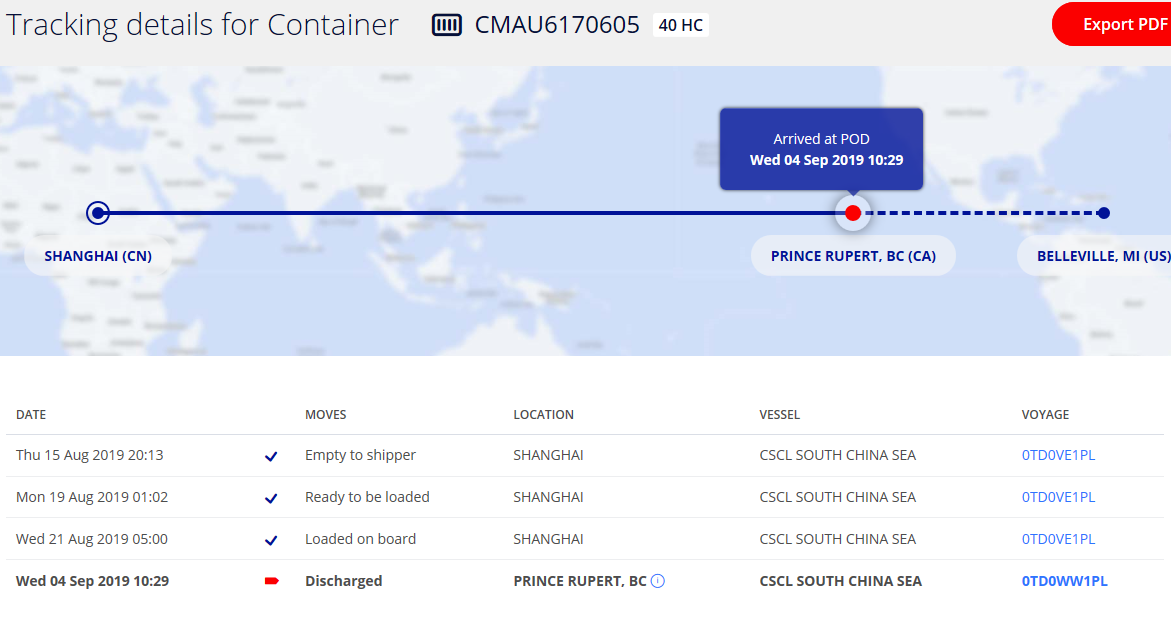 Tracking details for Container CMAU6170605 40 HC Export PDF
Arrived at POD
Wed 04 Sep 2019 10:29
SHANGHAI (CN) PRINCE RUPERT, BC (CA) BELLEVILLE, MI (US)
DATE MOVES LOCATION VESSEL VOYAGE
Thu 15 Aug 2019 20:13 Empty to shipper SHANGHAI CSCL SOUTH CHINA SEA 0TD0VE1PL
Mon 19 Aug 2019 01:02 Ready to be loaded SHANGHAI CSCL SOUTH CHINA SEA 0TD0VE1PL
Wed 21 Aug 2019 05:00 Loaded on board SHANGHAI CSCL SOUTH CHINA SEA 0TD0VE1PL
Wed 04 Sep 2019 10:29 Discharged PRINCE RUPERT, BC CSCL SOUTH CHINA SEA 0TD0WW1PL